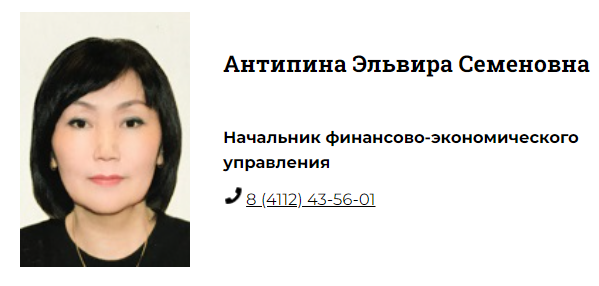 Антипина Эльвира Семеновна
Начальник финансово-экономического
управления
8 (4112) 43-56-01